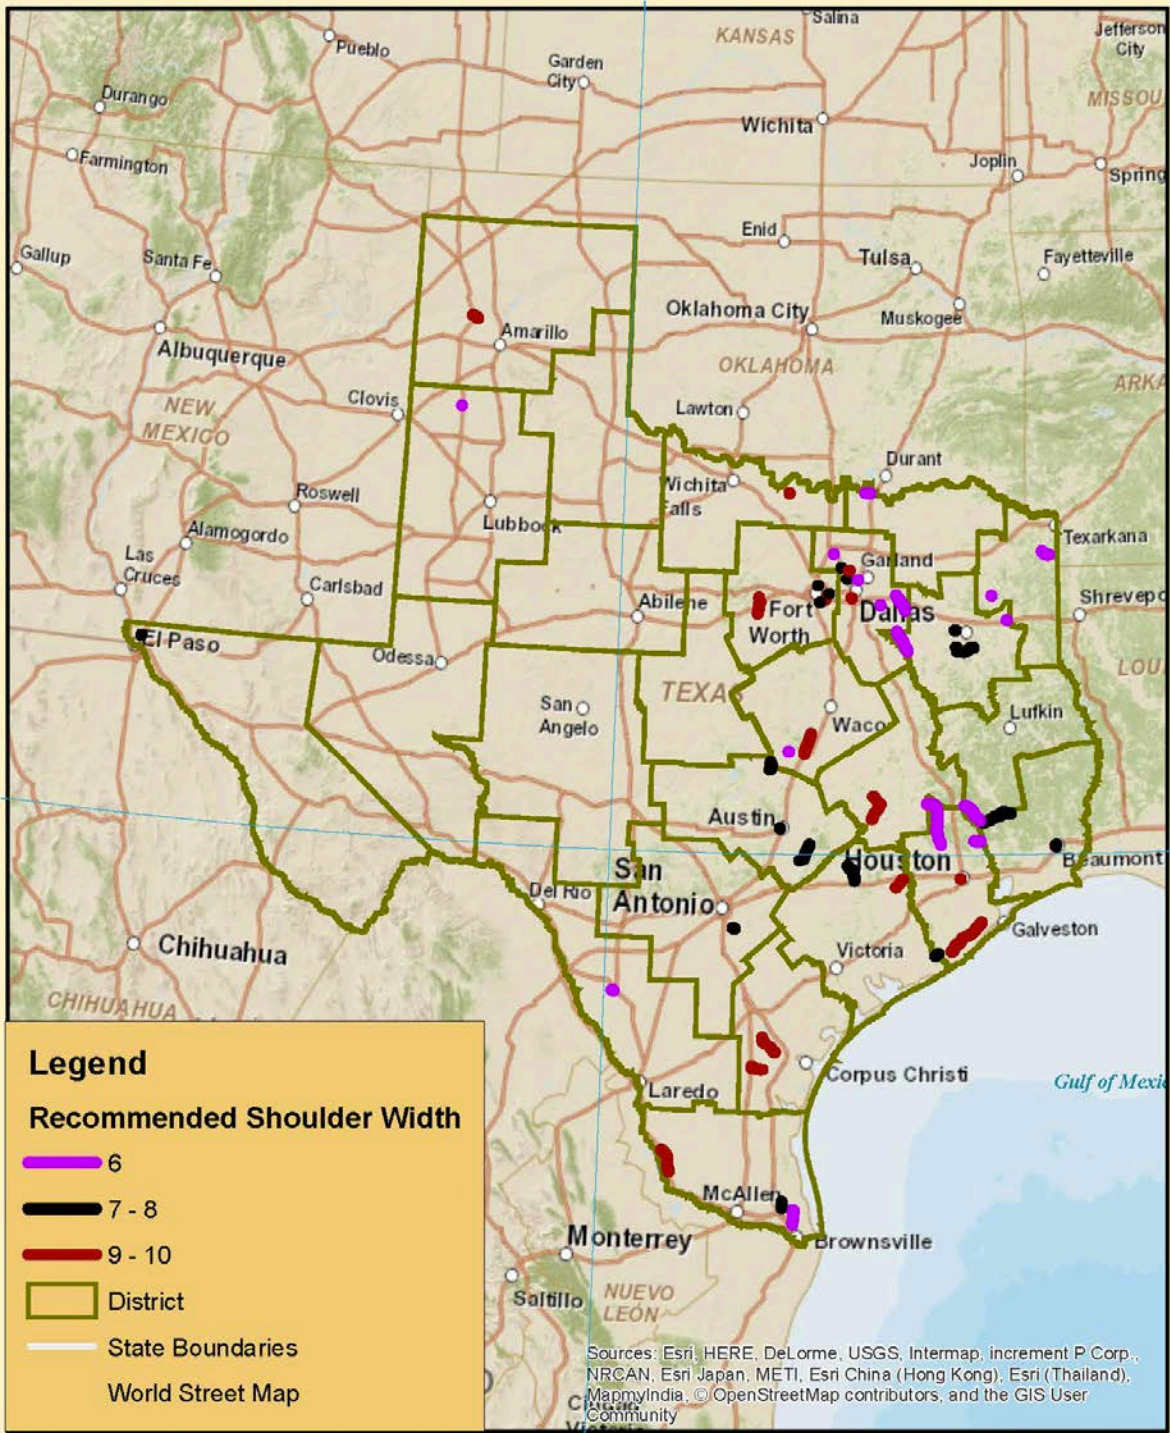 Salina
KANSAS
Jefferson
City
Pueblo
Garden
City
Durango
MISSOU
Wichita
Farmington
Joplin
Spring
Enid
Gallup
Santa Fe
Tulsa
Fayetteville
Oklahoma City
Muskogee
Amarillo
Albuquerque
OKLAHOMA
ARKA
Clovis
Lawton
NEW
MEXICO
Durant
Wichita
Falls
Roswell
Lubbock
Alamogordo
Texarkana
Las
Cruces
Garland
Carlsbad
Abilene
Fort
Worth
Dallas
Shrevepo
El Paso
Odessa
LOU
TEXA
San
Angelo
Waco
Lufkin
Austin
Houston
Beaumont
San
Antonio
Del Rio
Galveston
Chihuahua
Victoria
CHIHUAHUA
Corpus Christi
Gulf of Mexic
Laredo
McAllen
Monterrey
Brownsville
Saltillo
NUEVO
LEÓN
Legend
Recommended Shoulder Width
6
7 - 8
9 - 10
District
State Boundaries
World Street Map
Sources: Esri, HERE, DeLorme, USGS, Intermap, increment P Corp.,
NRCAN, Esri Japan, METI, Esri China (Hong Kong), Esri (Thailand),
MapmyIndia, © OpenStreetMap contributors, and the GIS User
Community
Victoria